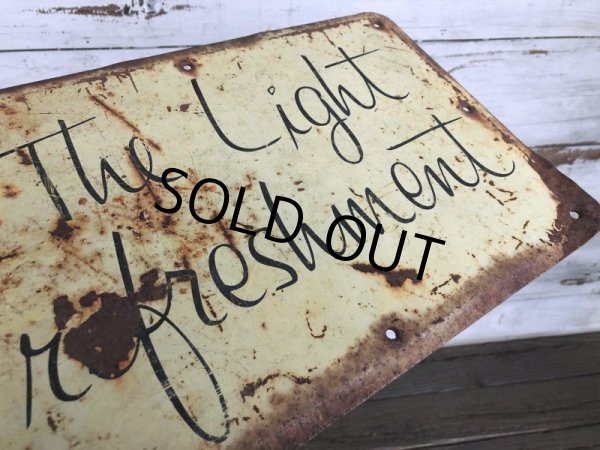 The Light
refreshment
SOLD OUT